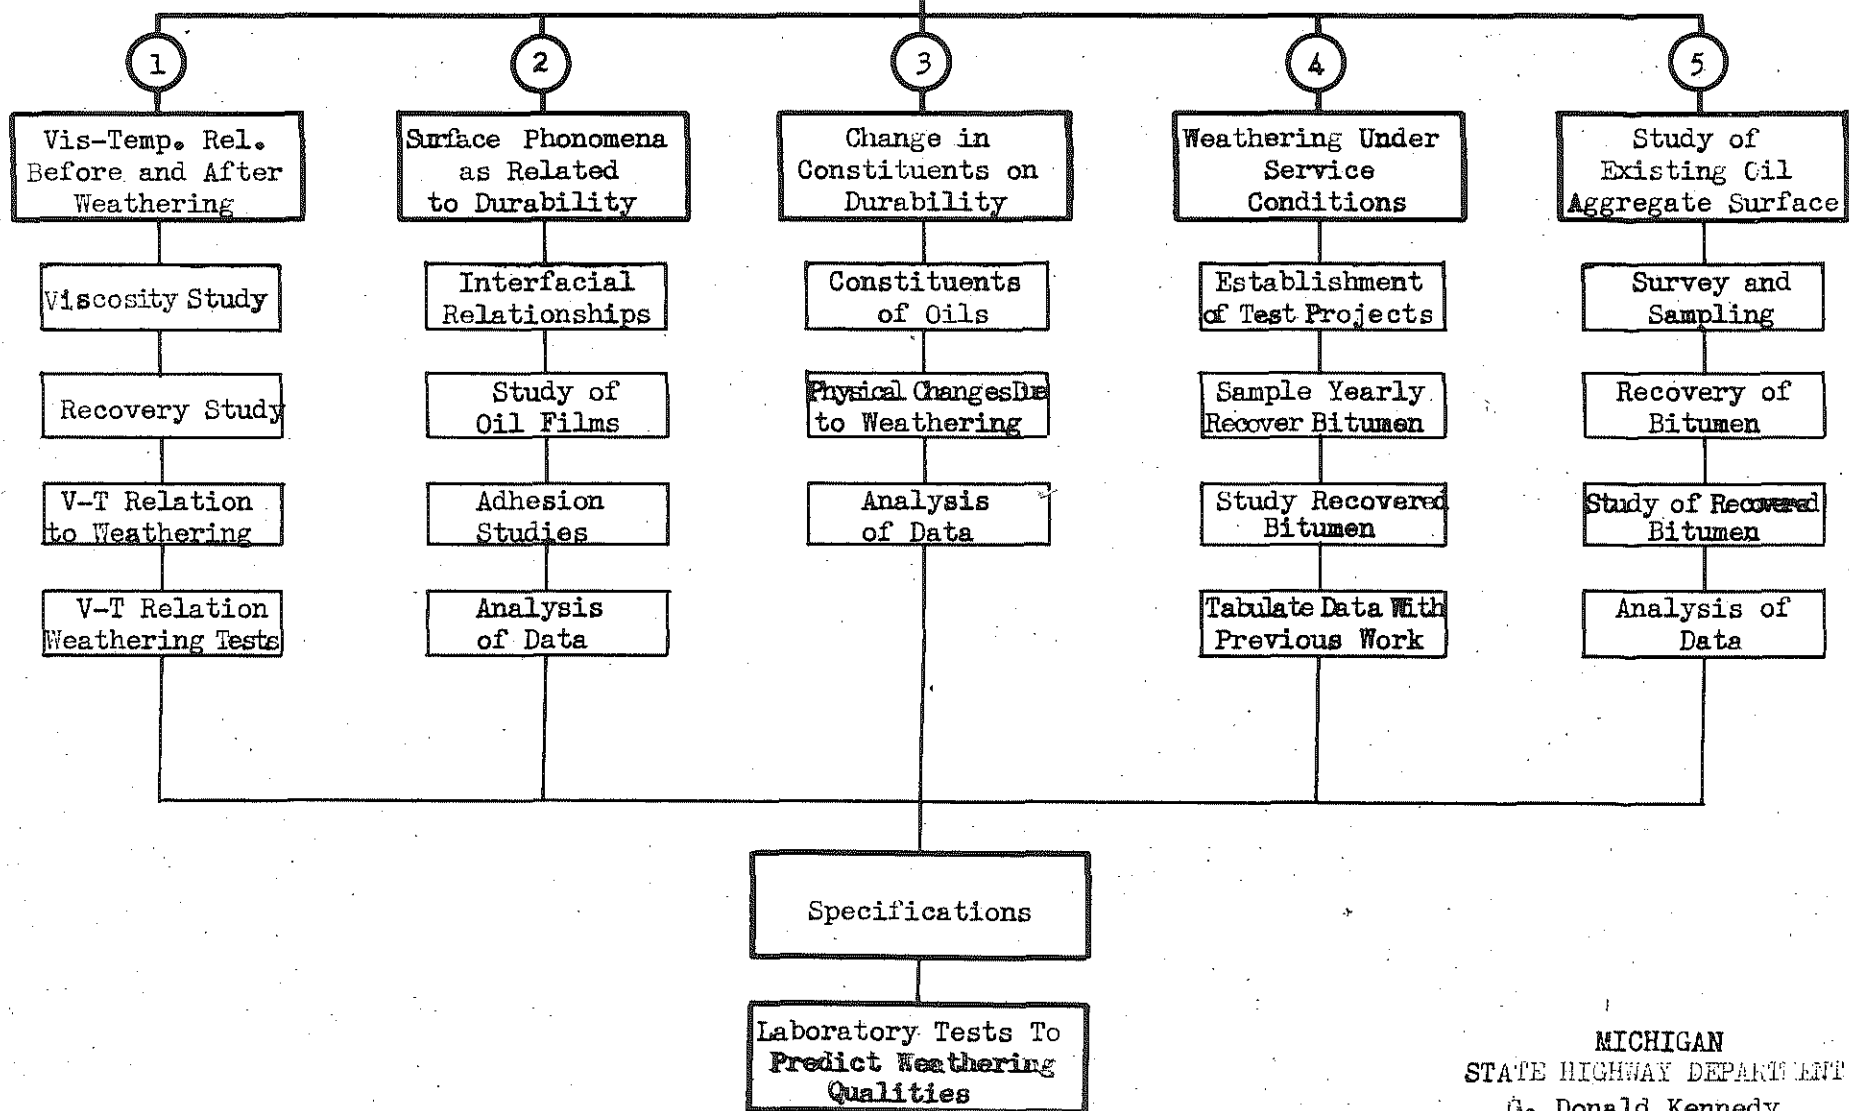 1
Vis-Temp. Rel.
Before and After
Weathering
Viscosity Study
Recovery Study
V-T Relation
to Weathering
V-T Relation
Weathering Tests
2
Surface Phonomena
as Related
to Durability
Interfacial
Relationships
Study of
Oil Films
Adhesion
Studies
Analysis
of Data
3
Change in
Constituents on
Durability
Constituents
of Oils
Physical Changes Due
to Weathering
Analysis
of Data
4
Weathering Under
Service
Conditions
Establishment
of Test Projects
Sample Yearly
Recover Bitumen
Study Recovered
Bitumen
Tabulate Data With
Previous Work
5
Study of
Existing Oil
Aggregate Surface
Survey and
Sampling
Recovery of
Bitumen
Study of Recovered
Bitumen
Analysis of
Data
Specifications
Laboratory Tests To
Predict Weathering
Qualities
MICHIGAN
STATE HIGHWAY DEPARTMENT
G. Donald Kennedy